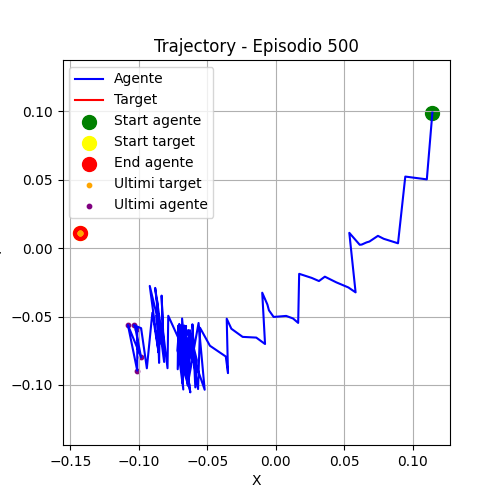 Trajectory - Episodio 500
Agente
Target
Start agente
Start target
End agente
Ultimi target
Ultimi agente
0.10
0.05
0.00
−0.05
−0.10
−0.15
−0.10
−0.05
0.00
0.05
0.10
X